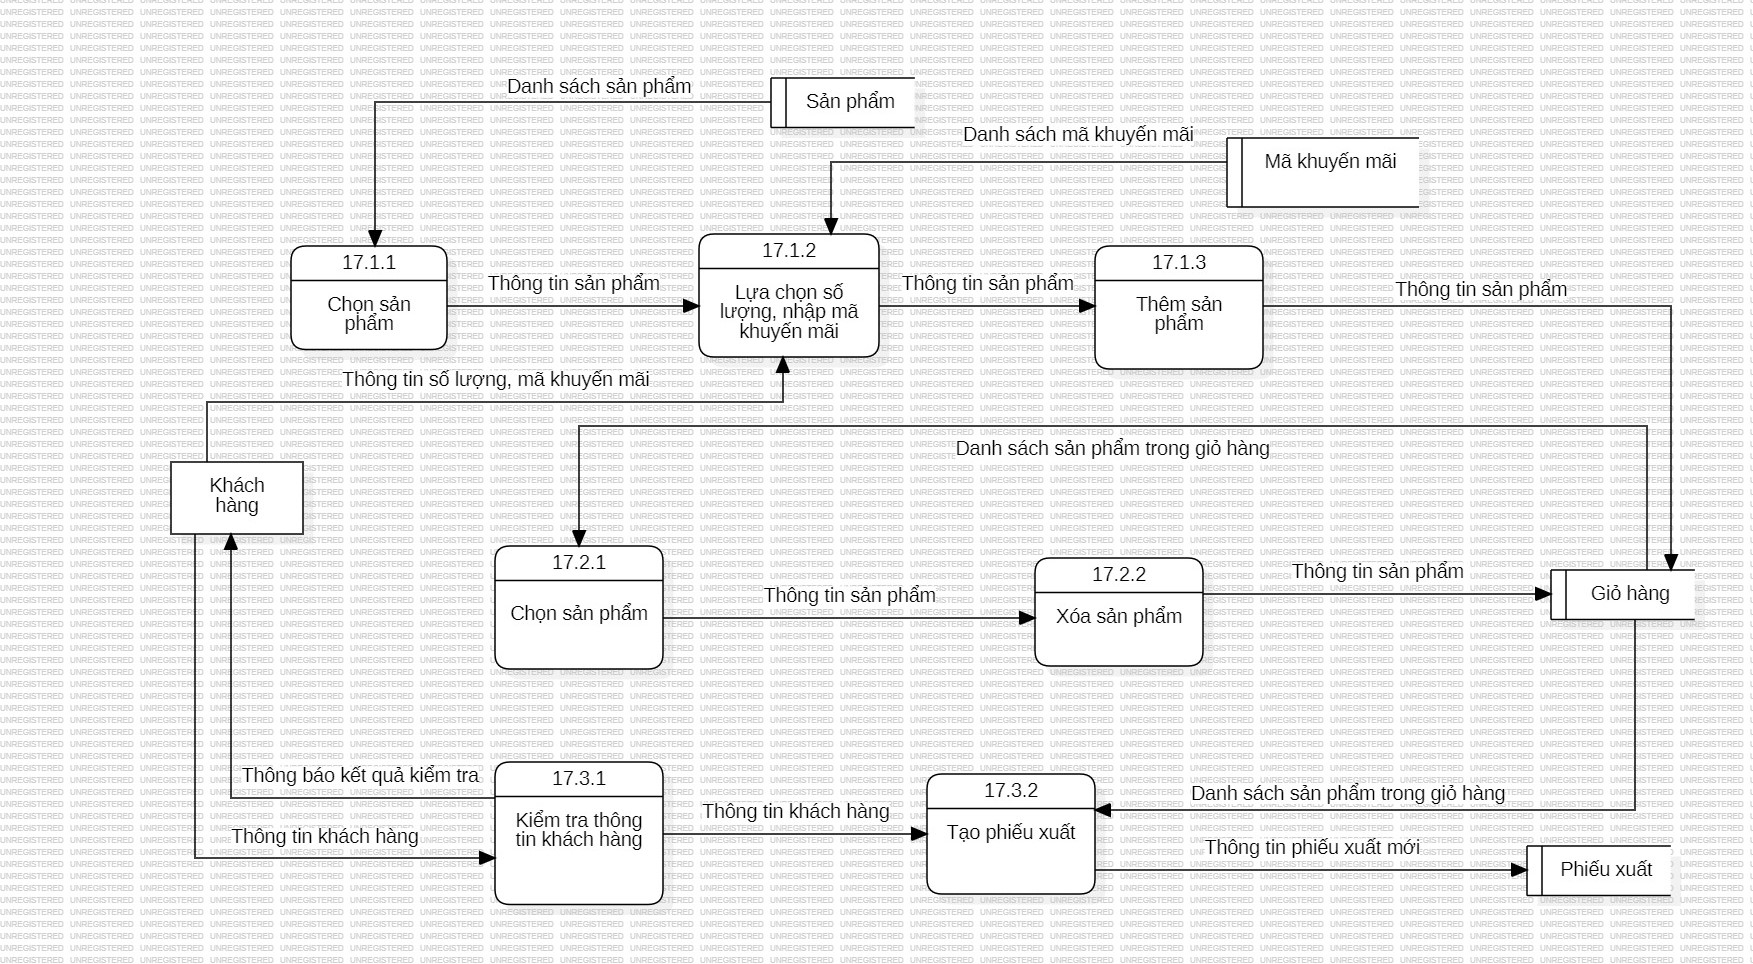 Danh sách sản phẩm
Sản phẩm
Danh sách mã khuyến mãi
Mã khuyến mãi
17.1.1
Chọn sản
phẩm
Thông tin sản phẩm
17.1.2
Lựa chọn số
lượng, nhập mã
khuyến mãi
Thông tin sản phẩm
17.1.3
Thêm sản
phẩm
Thông tin sản phẩm
Thông tin số lượng, mã khuyến mãi
Danh sách sản phẩm trong giỏ hàng
Khách
hàng
17.2.1
Chọn sản phẩm
Thông tin sản phẩm
17.2.2
Xóa sản phẩm
Thông tin sản phẩm
Giỏ hàng
Thông báo kết quả kiểm tra
Thông tin khách hàng
17.3.1
Kiểm tra thông
tin khách hàng
Thông tin khách hàng
17.3.2
Tạo phiếu xuất
Danh sách sản phẩm trong giỏ hàng
Thông tin phiếu xuất mới
Phiếu xuất
UNREGISTERED